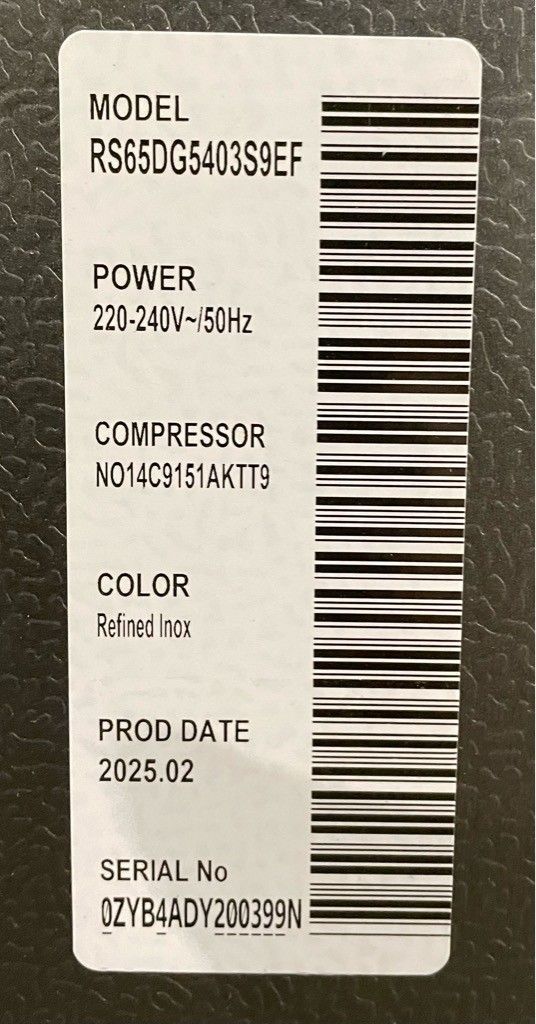 MODEL
RS65DG5403S9EF
POWER
220-240V~/50Hz
COMPRESSOR
NO14C9151AKTT9
COLOR
Refined Inox
PROD DATE
2025.02
SERIAL No
0ZYB4ADY200399N